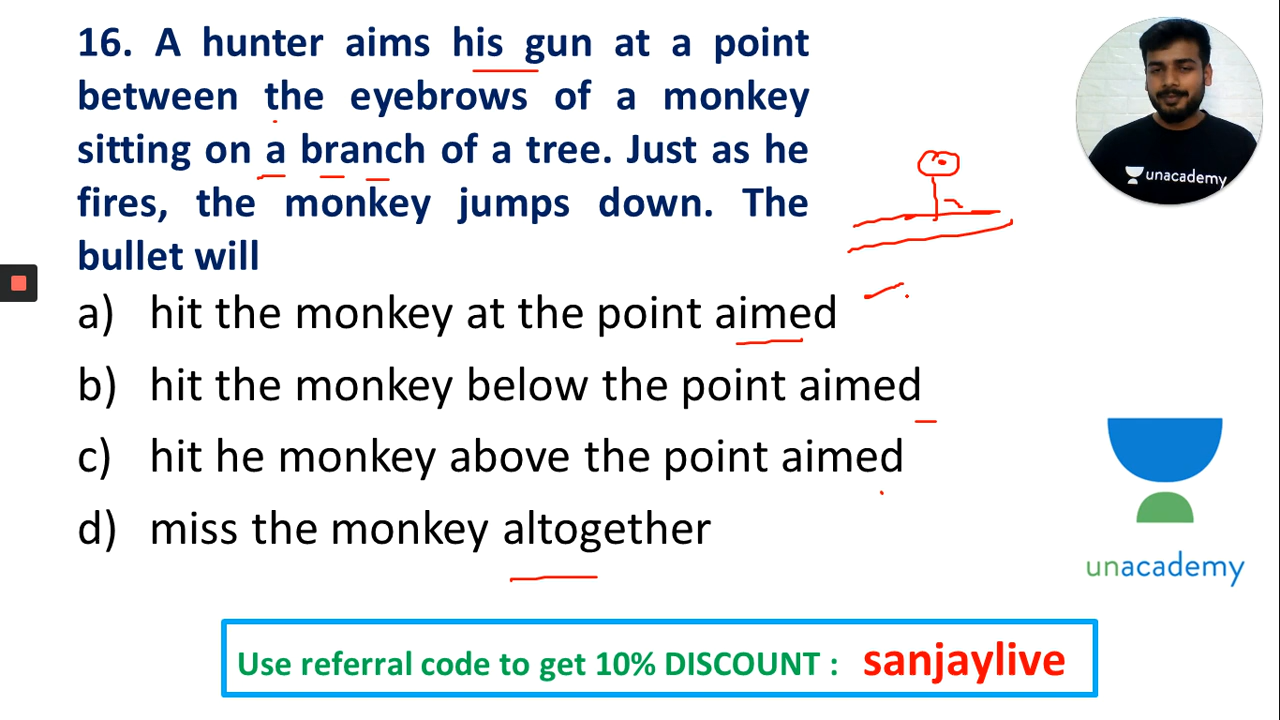 16. A hunter aims his gun at a point
between the eyebrows of a monkey
sitting on a branch of a tree. Just as he
fires, the monkey jumps down. The
bullet will
a) hit the monkey at the point aimed
b) hit the monkey below the point aimed
c) hit he monkey above the point aimed
d) miss the monkey altogether
unacademy
unacademy
Use referral code to get 10% DISCOUNT : sanjaylive